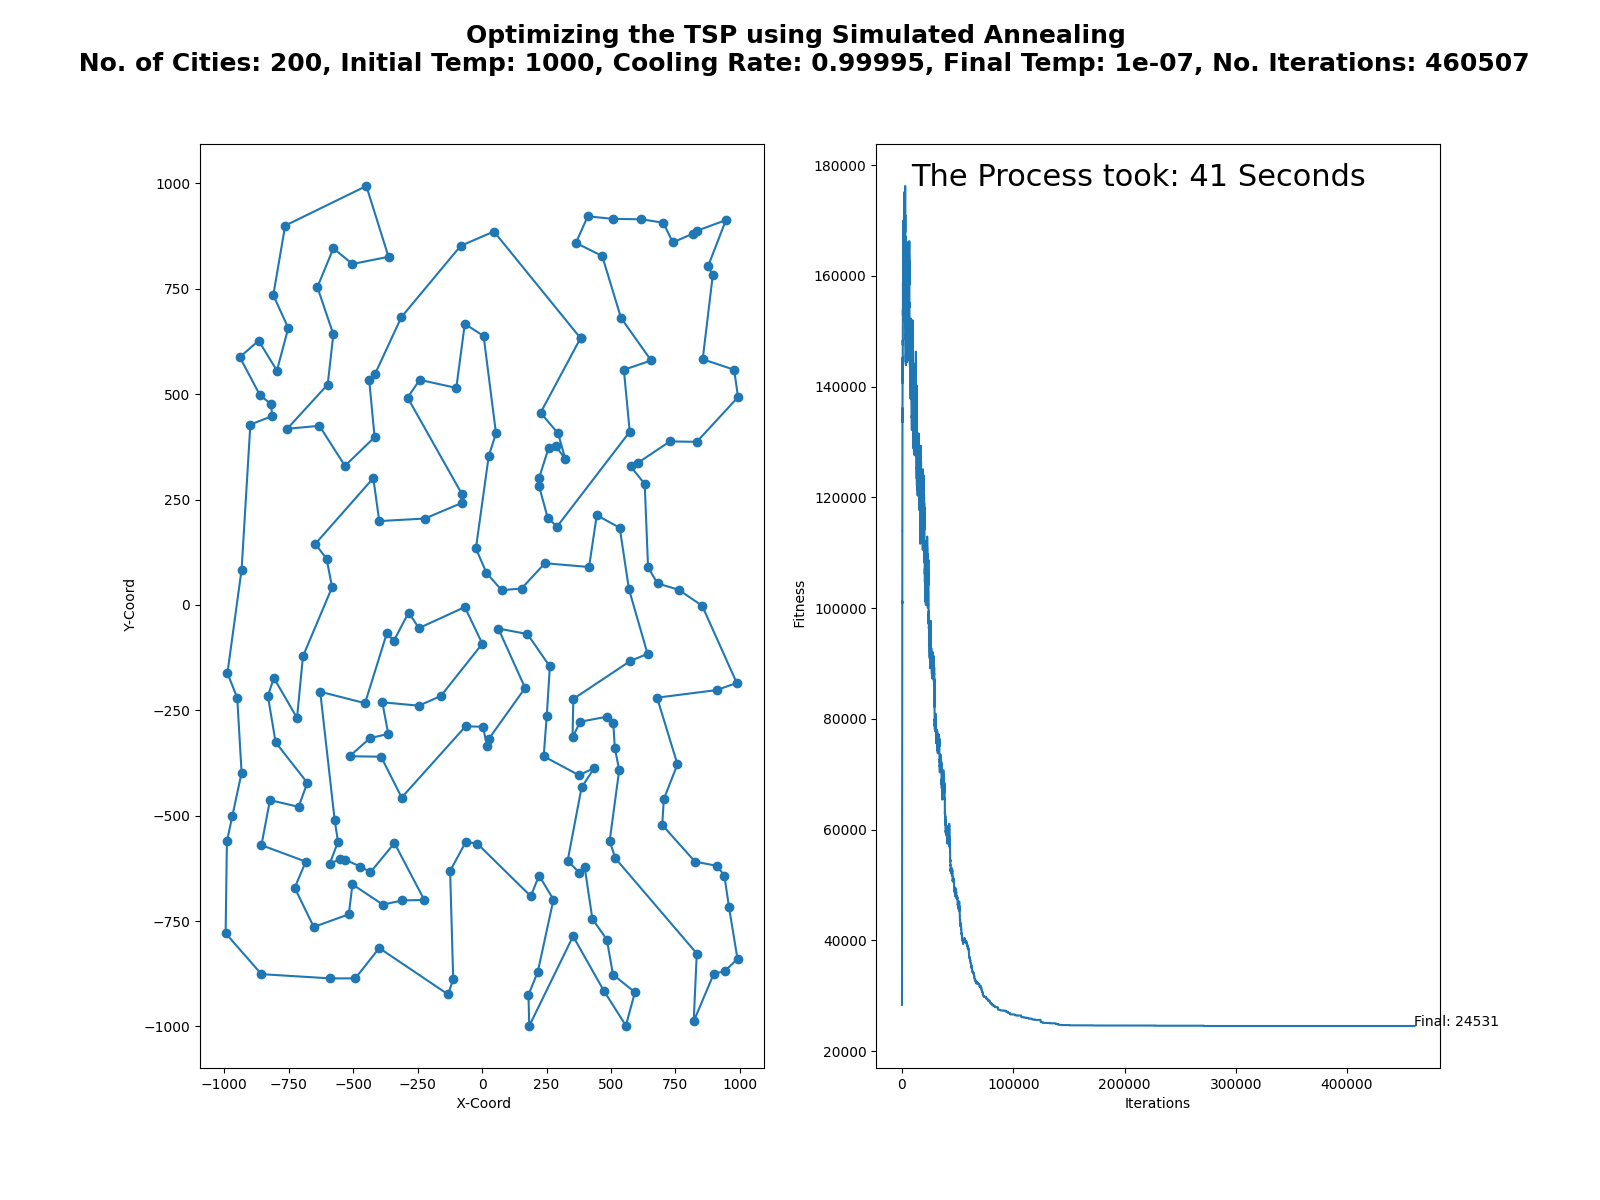 Optimizing the TSP using Simulated Annealing
No. of Cities: 200, Initial Temp: 1000, Cooling Rate: 0.99995, Final Temp: 1e-07, No. Iterations: 460507
1000
750
500
250
0
−250
−500
−750
−1000
Y-Coord
−1000 −750 −500 −250 0 250 500 750 1000
X-Coord
The Process took: 41 Seconds
180000
160000
140000
120000
100000
80000
60000
40000
20000
Fitness
Final: 24531
0 100000 200000 300000 400000
Iterations